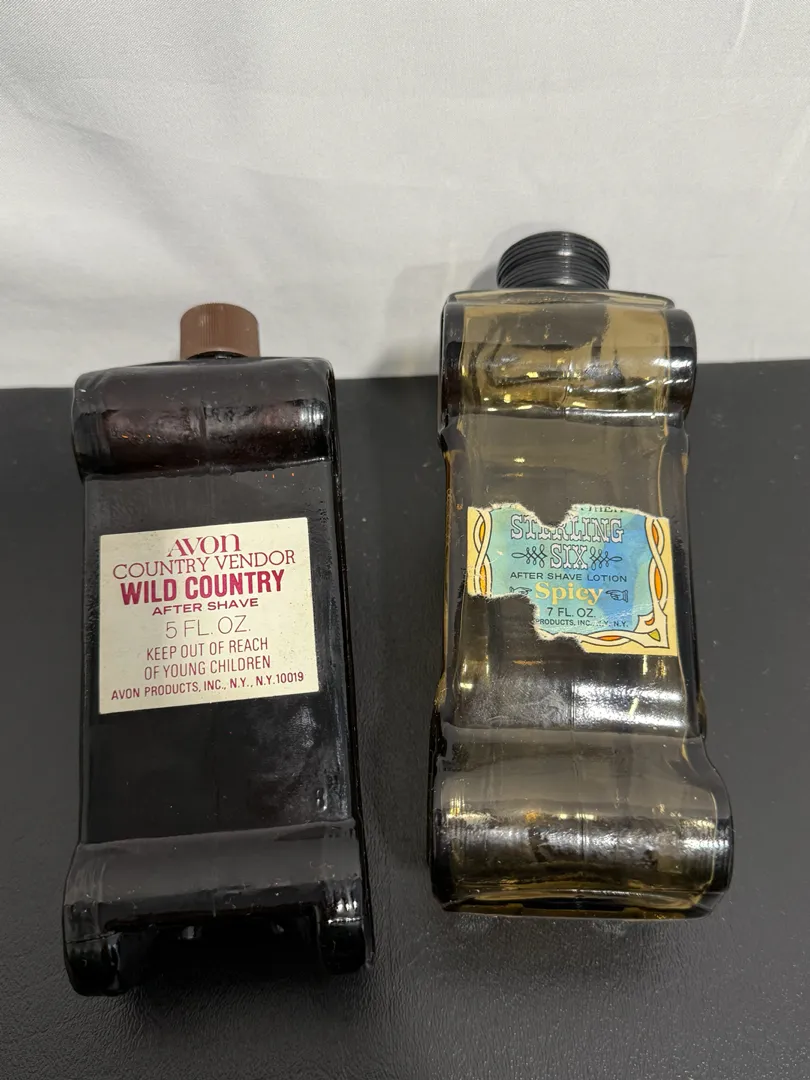 AVON
COUNTRY VENDOR
WILD COUNTRY
AFTER SHAVE
5 FL. OZ.
KEEP OUT OF REACH
OF YOUNG CHILDREN
AVON PRODUCTS, INC., N.Y., N.Y. 10019
STERLING
SIX
AFTER SHAVE LOTION
Spicy
7 FL. OZ.
PRODUCTS, INC., N.Y., N.Y.